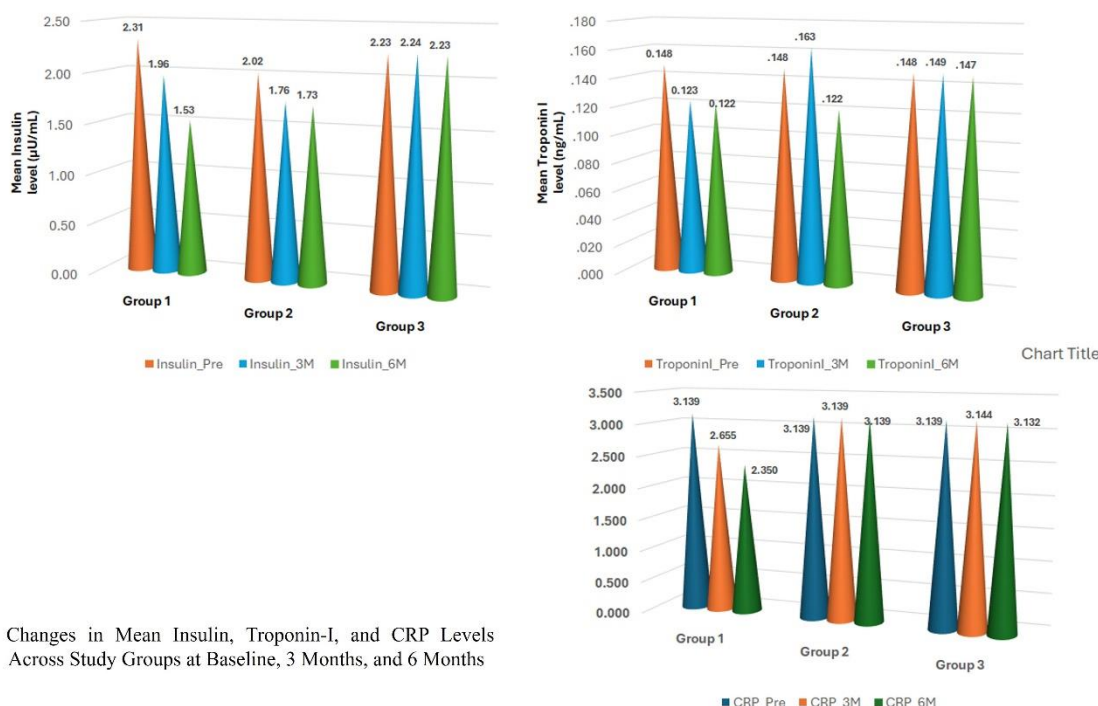 2.50
2.00
1.50
1.00
0.50
0.00
Mean Insulin
level (µU/mL)
2.31
1.96
1.53
2.02
1.76
1.73
2.23
2.24
2.23
Group 1
Group 2
Group 3
Insulin_Pre Insulin_3M Insulin_6M
.180
.160
.140
.120
.100
.080
.060
.040
.020
.000
Mean Troponin I
level (ng/mL)
0.148
0.123
0.122
.148
.163
.122
.148
.149
.147
Group 1
Group 2
Group 3
TroponinI_Pre TroponinI_3M TroponinI_6M
Chart Title
3.500
3.000
2.500
2.000
1.500
1.000
0.500
0.000
3.139
2.655
2.350
3.139
3.139
3.139
3.139
3.144
3.132
Group 1
Group 2
Group 3
CRP_Pre CRP_3M CRP_6M
Changes in Mean Insulin, Troponin-I, and CRP Levels
Across Study Groups at Baseline, 3 Months, and 6 Months